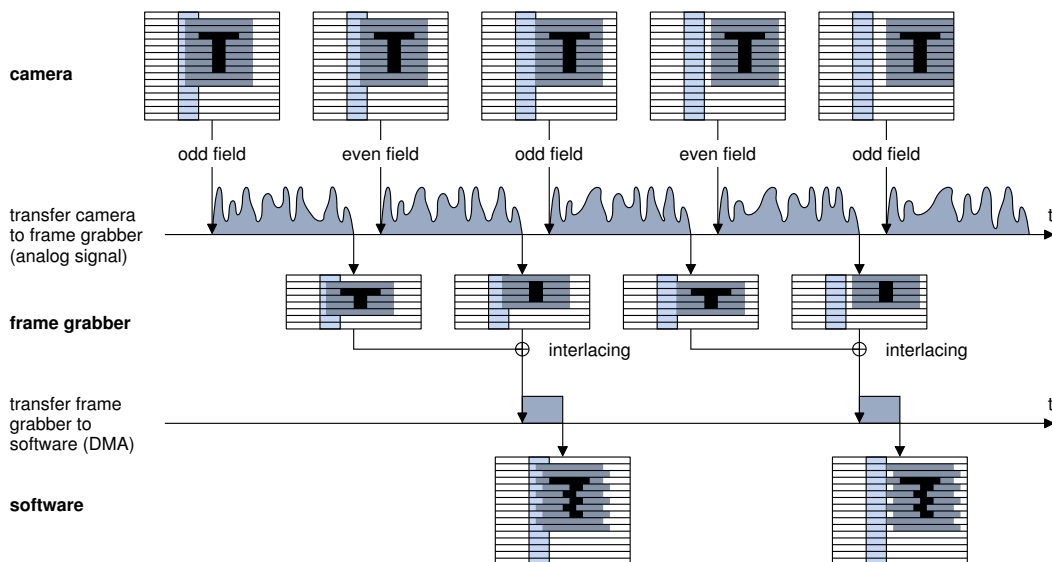 camera
odd field
even field
odd field
even field
odd field
transfer camera
to frame grabber
(analog signal)
t
frame grabber
interlacing
interlacing
transfer frame
grabber to
software (DMA)
t
software